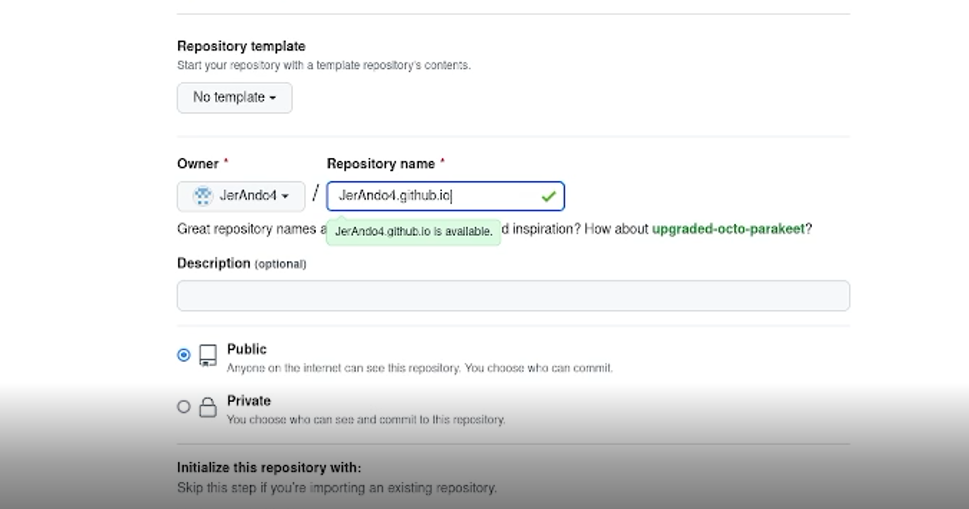 Repository template
Start your repository with a template repository's contents.
No template
Owner * Repository name *
JerAndo4 / JerAndo4.github.io
Great repository names a d inspiration? How about upgraded-octo-parakeet?
JerAndo4.github.io is available.
Description (optional)
Public
Anyone on the internet can see this repository. You choose who can commit.
Private
You choose who can see and commit to this repository.
Initialize this repository with:
Skip this step if you're importing an existing repository.